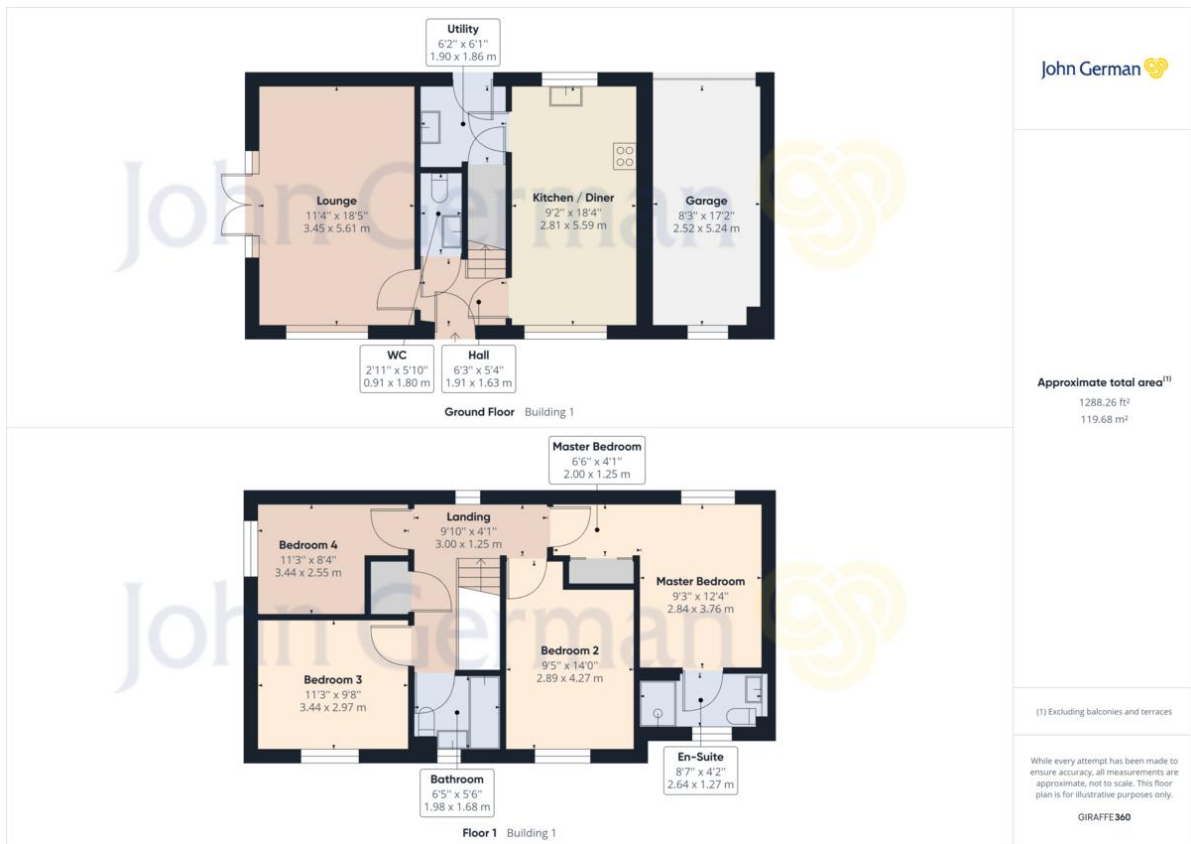 Utility
6'2" x 6'1"
1.90 x 1.86 m
John German
Lounge
11'4" x 18'5"
3.45 x 5.61 m
Kitchen / Diner
9'2" x 18'4"
2.81 x 5.59 m
Garage
8'3" x 17'2"
2.52 x 5.24 m
John German
WC
2'11" x 5'10"
0.91 x 1.80 m
Hall
6'3" x 5'4"
1.91 x 1.63 m
Ground Floor Building 1
Approximate total area(1)
1288.26 ft²
119.68 m²
Master Bedroom
6'6" x 4'1"
2.00 x 1.25 m
Landing
9'10" x 4'1"
3.00 x 1.25 m
Bedroom 4
11'3" x 8'4"
3.44 x 2.55 m
Master Bedroom
9'3" x 12'4"
2.84 x 3.76 m
John German
Bedroom 2
9'5" x 14'0"
2.89 x 4.27 m
Bedroom 3
11'3" x 9'8"
3.44 x 2.97 m
En-Suite
8'7" x 4'2"
2.64 x 1.27 m
Bathroom
6'5" x 5'6"
1.98 x 1.68 m
Floor 1 Building 1
(1) Excluding balconies and terraces
While every attempt has been made to
ensure accuracy, all measurements are
approximate, not to scale. This floor
plan is for illustrative purposes only.
GIRAFFE360